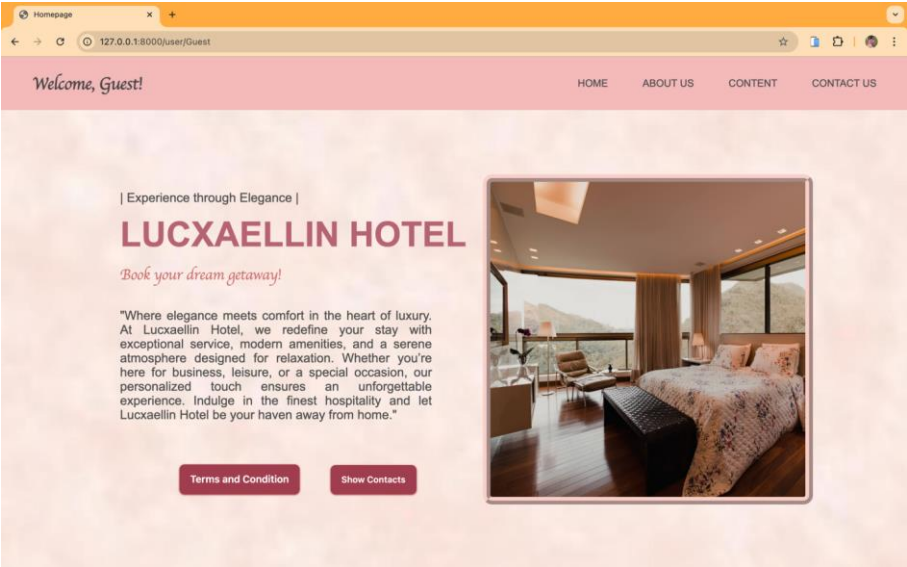 Homepage
127.0.0.1:8000/user/Guest
Welcome, Guest!
HOME ABOUT US CONTENT CONTACT US
| Experience through Elegance |
LUCXAELLIN HOTEL
Book your dream getaway!
"Where elegance meets comfort in the heart of luxury.
At Lucxaellin Hotel, we redefine your stay with
exceptional service, modern amenities, and a serene
atmosphere designed for relaxation. Whether you're
here for business, leisure, or a special occasion, our
personalized touch ensures an unforgettable
experience. Indulge in the finest hospitality and let
Lucxaellin Hotel be your haven away from home."
Terms and Condition Show Contacts